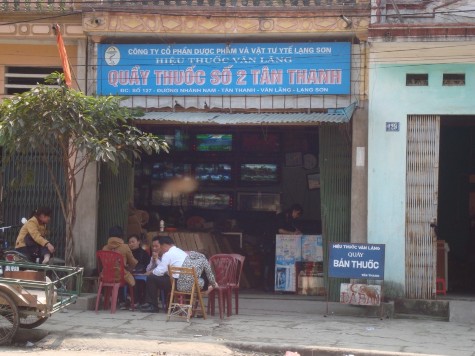 CÔNG TY CỔ PHẦN DƯỢC PHẨM VÀ VẬT TƯ Y TẾ LẠNG SƠN
HIỆU THUỐC VĂN LÃNG
QUẦY THUỐC SỐ 2 TÂN THANH
ĐC: SỐ 137 - ĐƯỜNG NHÁNH NAM - TÂN THANH - VĂN LÃNG - LẠNG SƠN
HIỆU THUỐC VĂN LÃNG
QUẦY
BÁN THUỐC